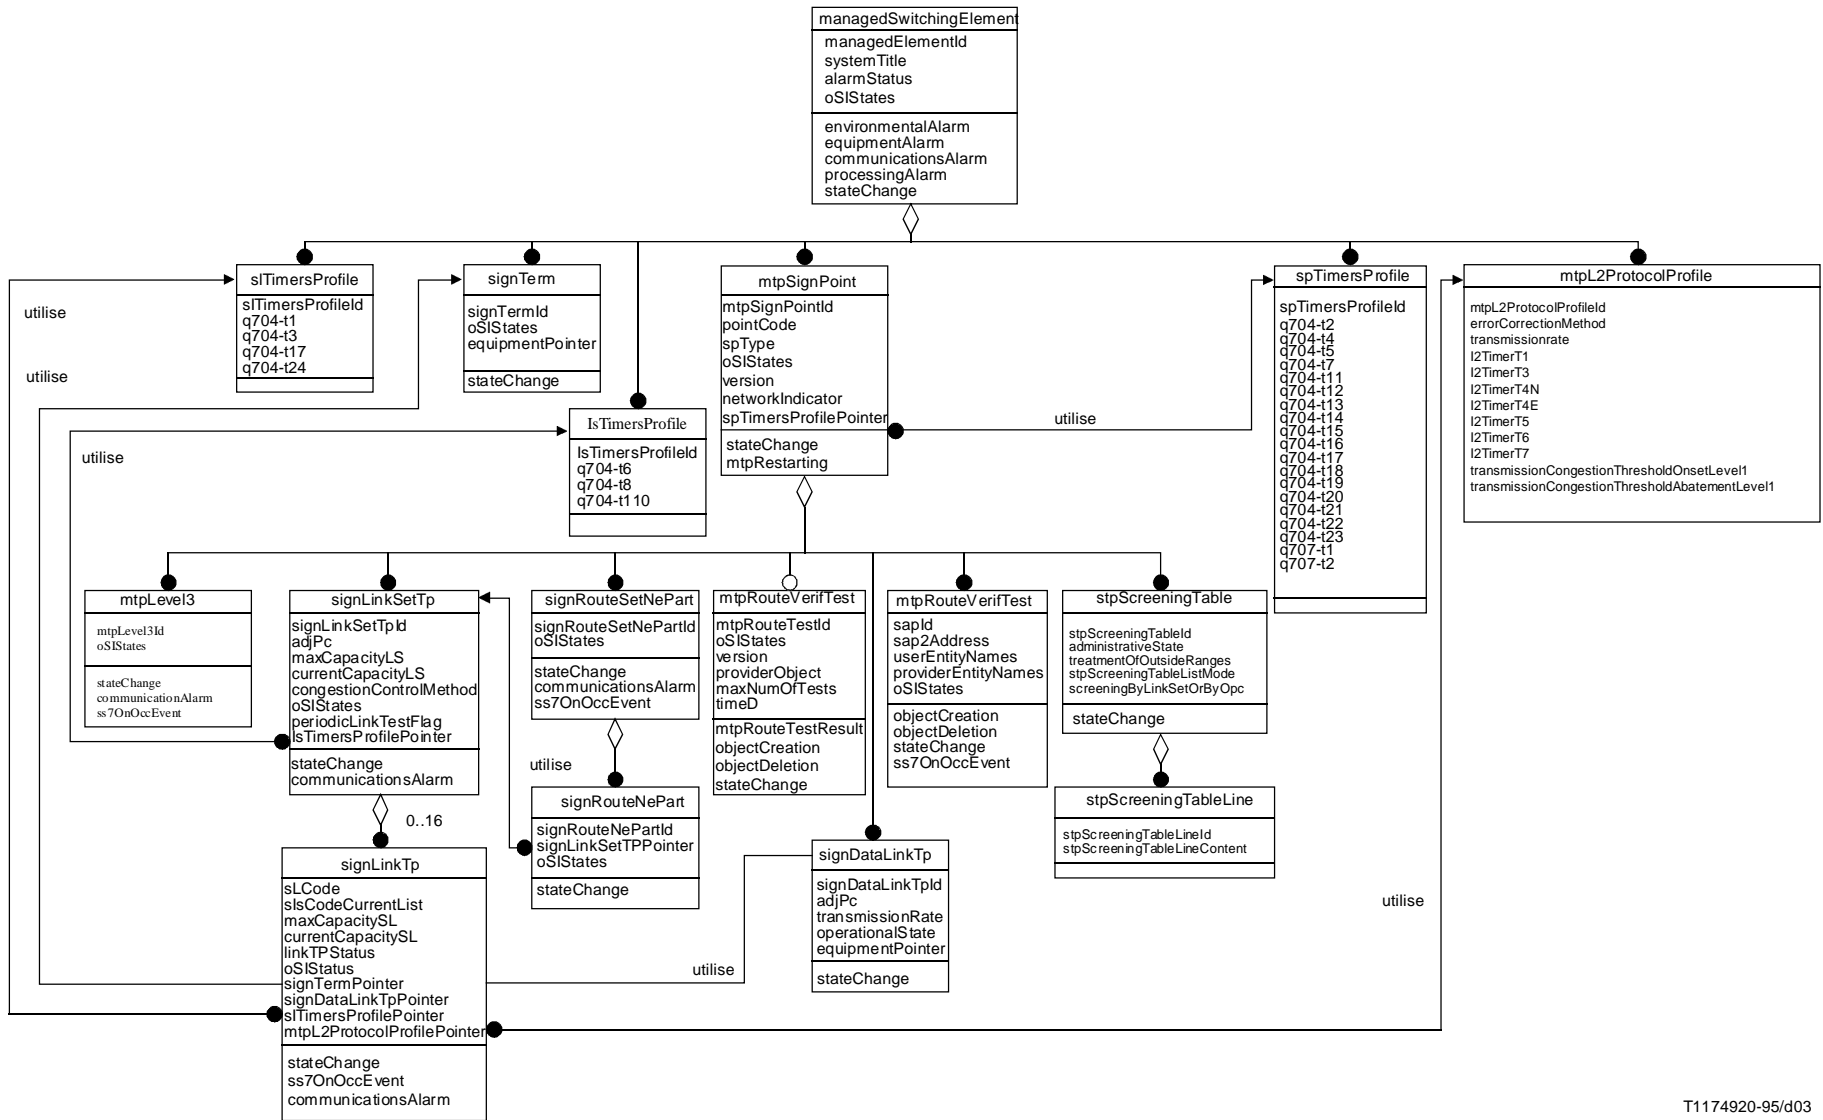 managedSwitchingElement
managedElementId
systemTitle
alarmStatus
oSIStates
environmentalAlarm
equipmentAlarm
communicationsAlarm
processingAlarm
stateChange
utilise
utilise
slTimersProfile
slTimersProfileId
q704-t1
q704-t3
q704-t17
q704-t24
signTerm
signTermId
oSIStates
equipmentPointer
stateChange
utilise
lsTimersProfile
lsTimersProfileId
q704-t6
q704-t8
q704-t110
mtpSignPoint
mtpSignPointId
pointCode
spType
oSIStates
version
networkIndicator
spTimersProfilePointer
stateChange
mtpRestarting
utilise
spTimersProfile
spTimersProfileId
q704-t2
q704-t4
q704-t5
q704-t7
q704-t11
q704-t12
q704-t13
q704-t14
q704-t15
q704-t16
q704-t17
q704-t18
q704-t19
q704-t20
q704-t21
q704-t22
q704-t23
q707-t1
q707-t2
mtpL2ProtocolProfile
mtpL2ProtocolProfileId
errorCorrectionMethod
transmissionrate
l2TimerT1
l2TimerT3
l2TimerT4N
l2TimerT4E
l2TimerT5
l2TimerT6
l2TimerT7
transmissionCongestionThresholdOnsetLevel1
transmissionCongestionThresholdAbatementLevel1
mtpLevel3
mtpLevel3Id
oSIStates
stateChange
communicationAlarm
ss7OnOccEvent
signLinkSetTp
signLinkSetTpId
adjPc
maxCapacityLS
currentCapacityLS
congestionControlMethod
oSIStates
periodicLinkTestFlag
lsTimersProfilePointer
stateChange
communicationsAlarm
0..16
signRouteSetNePart
signRouteSetNePartId
oSIStates
stateChange
communicationsAlarm
ss7OnOccEvent
utilise
signRouteNePart
signRouteNePartId
signLinkSetTPPointer
oSIStates
stateChange
mtpRouteVerifTest
mtpRouteTestId
oSIStates
version
providerObject
maxNumOfTests
timeD
mtpRouteTestResult
objectCreation
objectDeletion
stateChange
mtpRouteVerifTest
sapId
sap2Address
userEntityNames
providerEntityNames
oSIStates
objectCreation
objectDeletion
stateChange
ss7OnOccEvent
stpScreeningTable
stpScreeningTableId
administrativeState
treatmentOfOutsideRanges
stpScreeningTableListMode
screeningByLinkSetOrByOpc
stateChange
stpScreeningTableLine
stpScreeningTableLineId
stpScreeningTableLineContent
signLinkTp
sLCode
slsCodeCurrentList
maxCapacitySL
currentCapacitySL
linkTPStatus
oSIStatus
signTermPointer
signDataLinkTpPointer
slTimersProfilePointer
mtpL2ProtocolProfilePointer
stateChange
ss7OnOccEvent
communicationsAlarm
utilise
signDataLinkTp
signDataLinkTpId
adjPc
transmissionRate
operationalState
equipmentPointer
stateChange
utilise
T1174920-95/d03